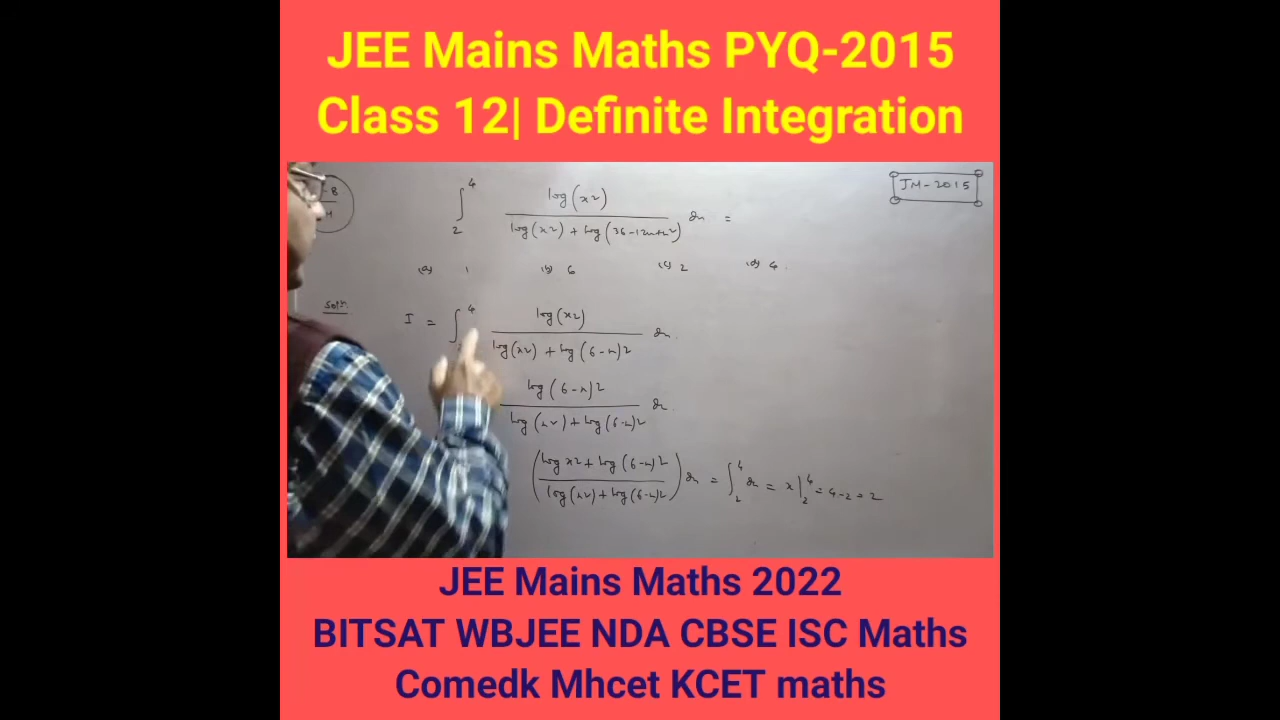 JEE Mains Maths PYQ-2015
Class 12| Definite Integration
JM-2015
∫₂⁴ log(x²) / log(x²) + log(36-12x+x²) dx =
(a) 1 (b) 6 (c) 2 (d) 4.
Soln.
I = ∫ ⁴ log(x²) / log(x²) + log(6-x)² dx.
log(6-x)² / log(x²) + log(6-x)² dx.
(log x² + log(6-x)² / log(x²) + log(6-x)²) dx = ∫₂⁴ dx = x|₂⁴ = 4-2 = 2
JEE Mains Maths 2022
BITSAT WBJEE NDA CBSE ISC Maths
Comedk Mhcet KCET maths